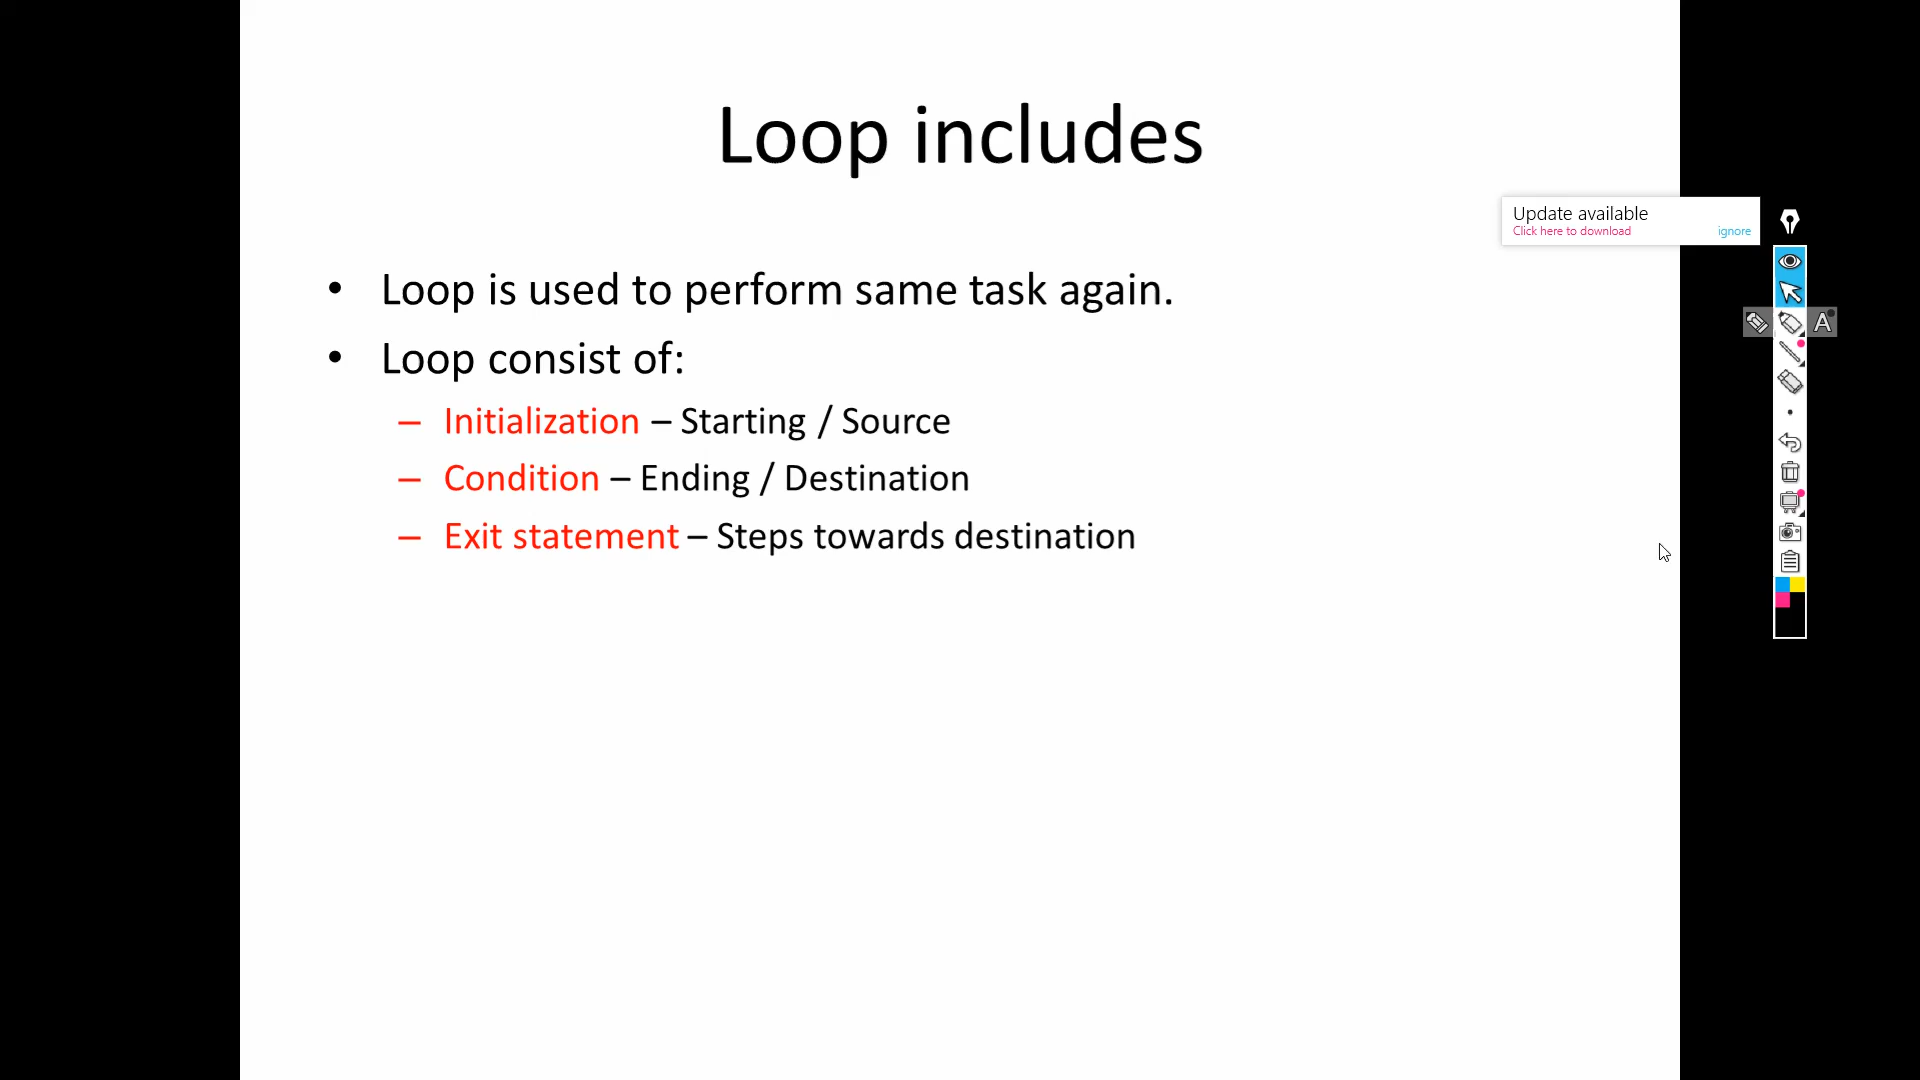 Loop includes
Update available
Click here to download ignore
• Loop is used to perform same task again.
• Loop consist of:
– Initialization – Starting / Source
– Condition – Ending / Destination
– Exit statement – Steps towards destination
A